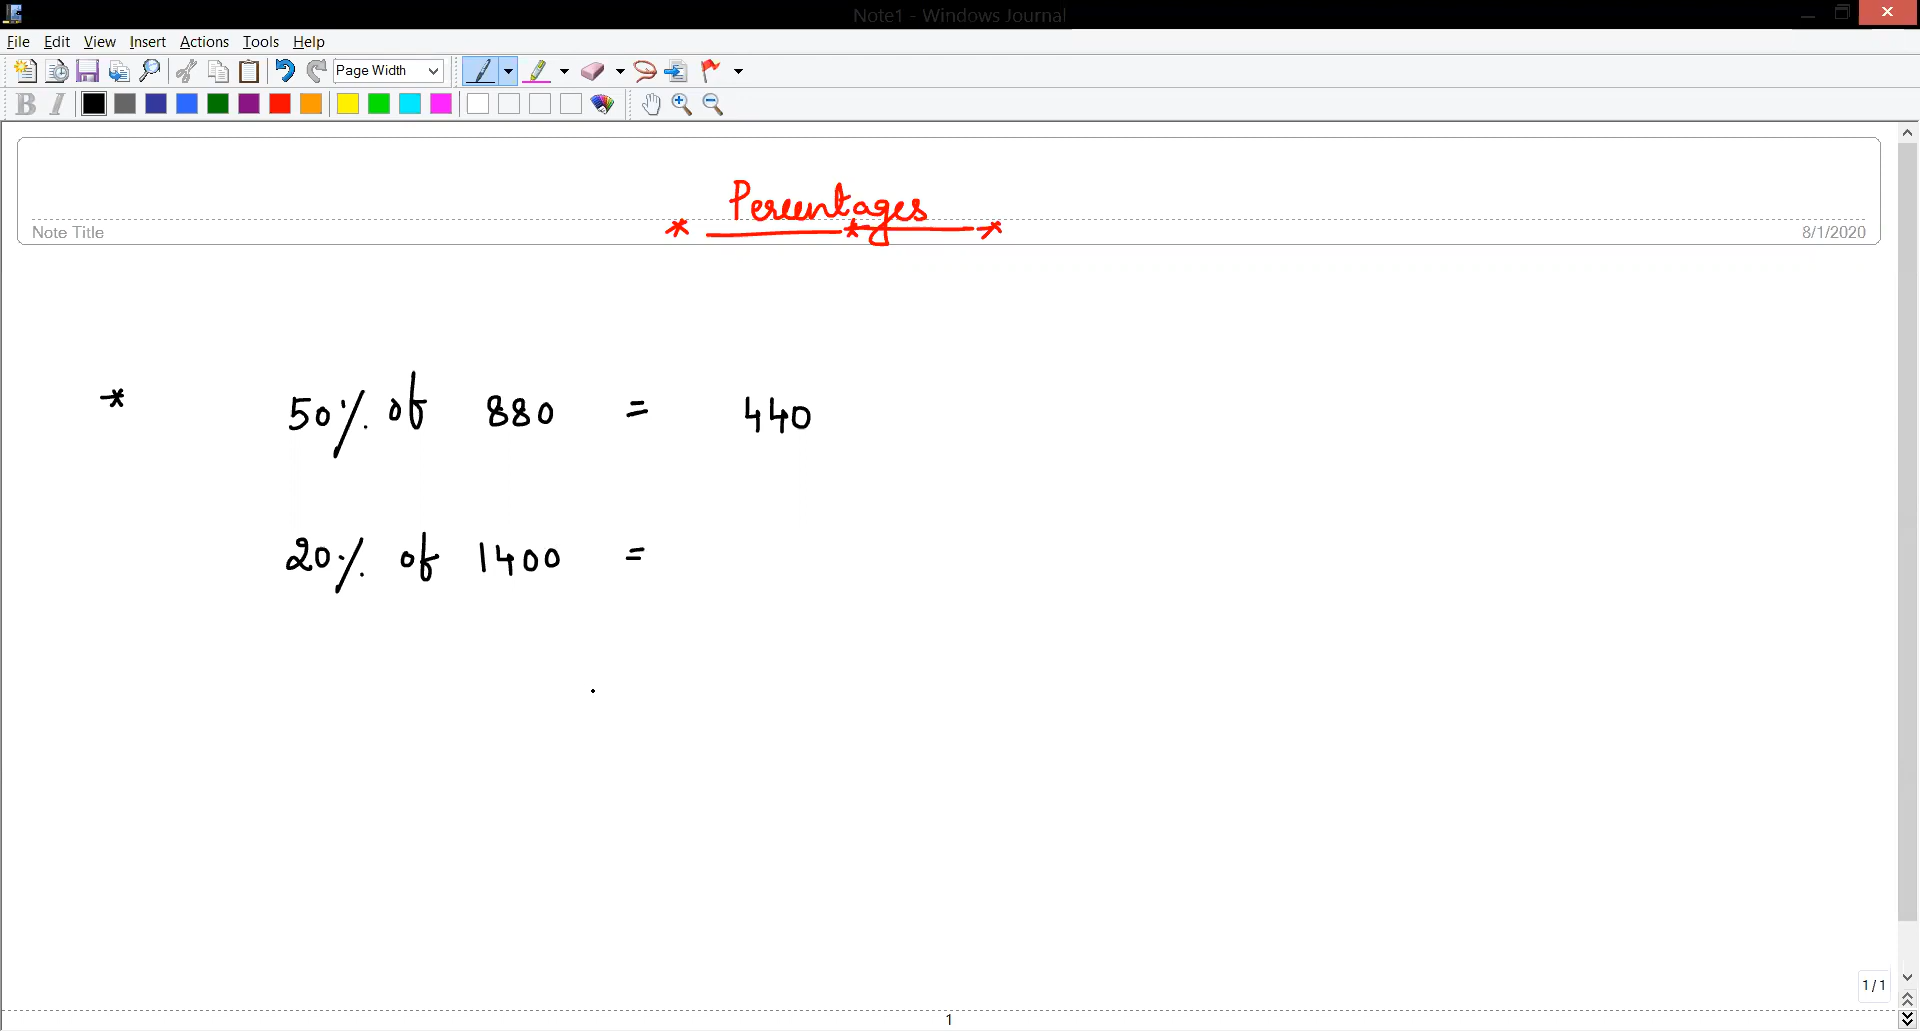 Note1 - Windows Journal
File Edit View Insert Actions Tools Help
Page Width
B I
Percentages
Note Title
8/1/2020
* 50% of 880 = 440
20% of 1400 =
1/1
1